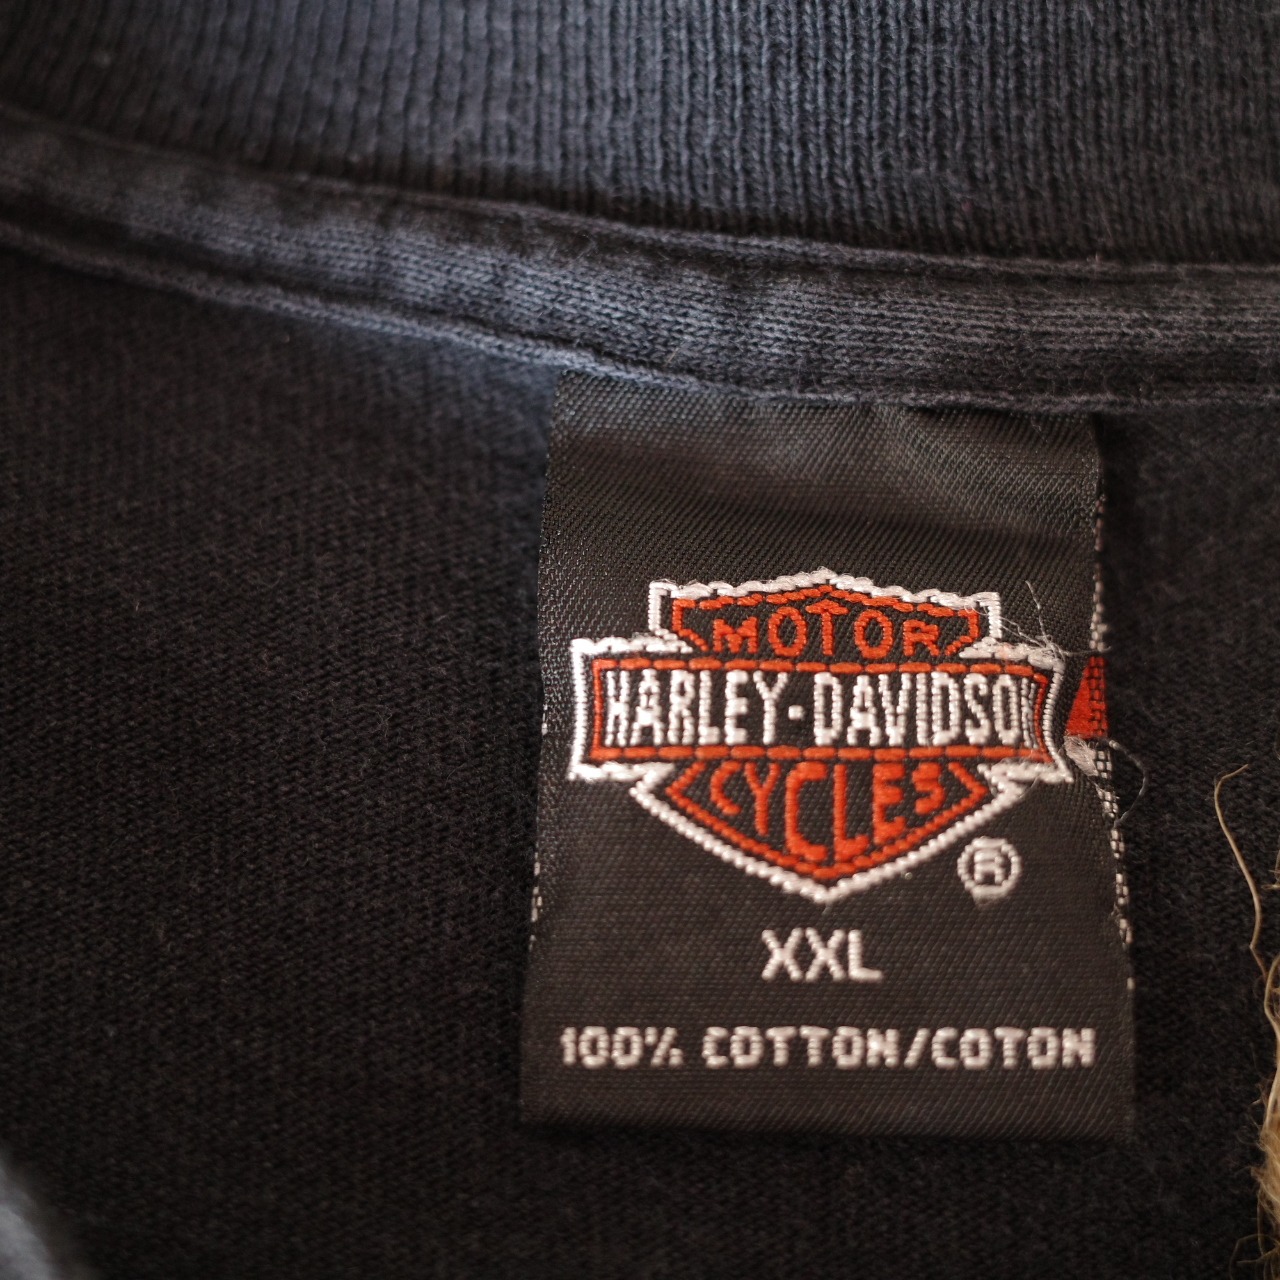 MOTOR
HARLEY-DAVIDSON
CYCLES
®
XXL
100% COTTON/COTON